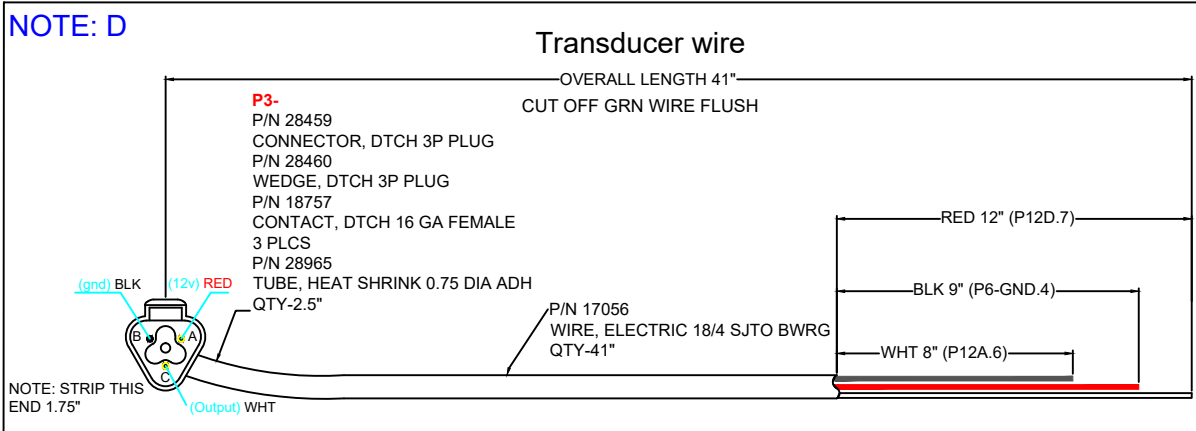 NOTE: D
Transducer wire
OVERALL LENGTH 41"
CUT OFF GRN WIRE FLUSH
P3-
P/N 28459
CONNECTOR, DTCH 3P PLUG
P/N 28460
WEDGE, DTCH 3P PLUG
P/N 18757
CONTACT, DTCH 16 GA FEMALE
3 PLCS
P/N 28965
TUBE, HEAT SHRINK 0.75 DIA ADH
QTY-2.5"
(gnd) BLK
(12v) RED
B
A
C
(Output) WHT
NOTE: STRIP THIS
END 1.75"
P/N 17056
WIRE, ELECTRIC 18/4 SJTO BWRG
QTY-41"
RED 12" (P12D.7)
BLK 9" (P6-GND.4)
WHT 8" (P12A.6)